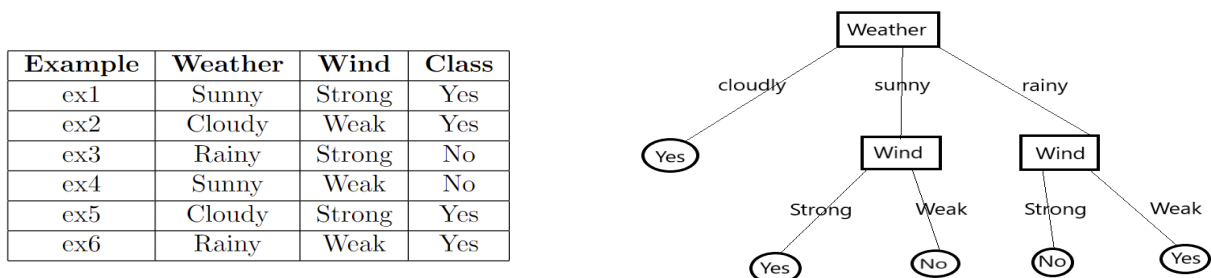 Example Weather Wind Class
ex1 Sunny Strong Yes
ex2 Cloudy Weak Yes
ex3 Rainy Strong No
ex4 Sunny Weak No
ex5 Cloudy Strong Yes
ex6 Rainy Weak Yes
Weather
cloudly sunny rainy
Yes Wind Wind
Strong Weak Strong Weak
Yes No No Yes